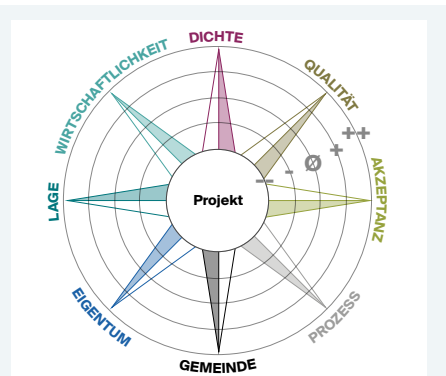 DICHTE
QUALITÄT
AKZEPTANZ
PROZESS
GEMEINDE
EIGENTUM
LAGE
WIRTSCHAFTLICHKEIT
Projekt
-- - Ø + ++